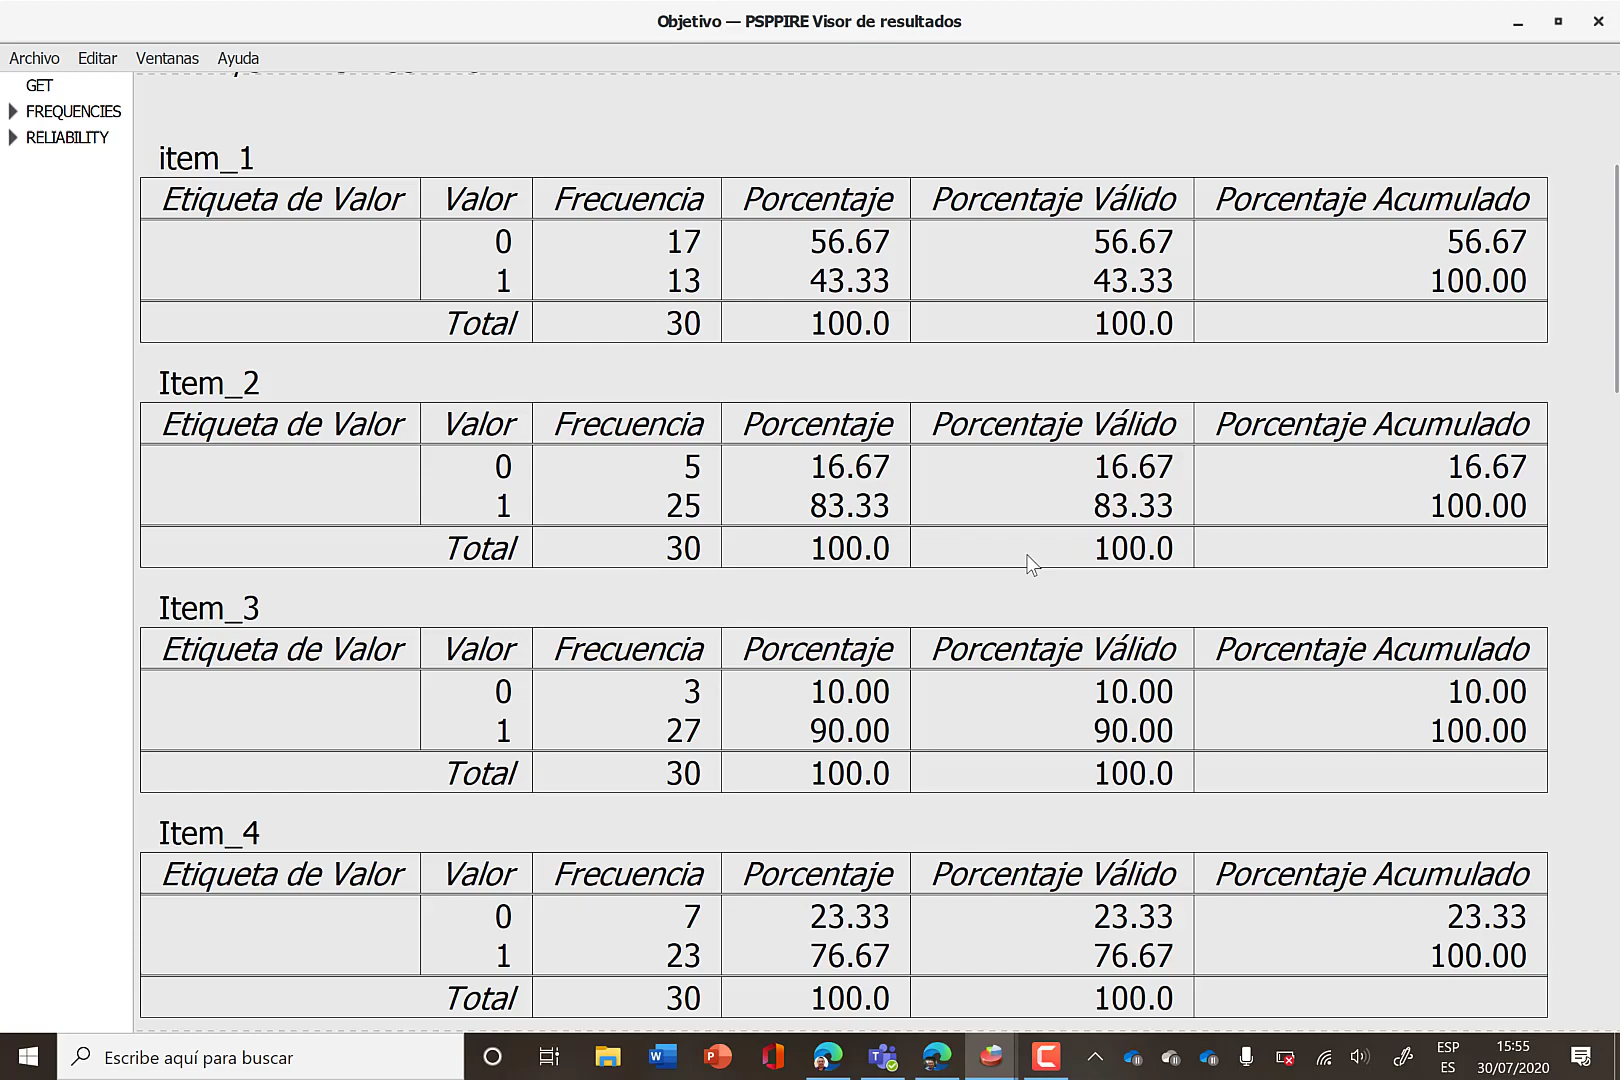 Objetivo — PSPPIRE Visor de resultados
Archivo Editar Ventanas Ayuda
GET
FREQUENCIES
RELIABILITY
item_1
Etiqueta de Valor Valor Frecuencia Porcentaje Porcentaje Válido Porcentaje Acumulado
0 17 56.67 56.67 56.67
1 13 43.33 43.33 100.00
Total 30 100.0 100.0
Item_2
Etiqueta de Valor Valor Frecuencia Porcentaje Porcentaje Válido Porcentaje Acumulado
0 5 16.67 16.67 16.67
1 25 83.33 83.33 100.00
Total 30 100.0 100.0
Item_3
Etiqueta de Valor Valor Frecuencia Porcentaje Porcentaje Válido Porcentaje Acumulado
0 3 10.00 10.00 10.00
1 27 90.00 90.00 100.00
Total 30 100.0 100.0
Item_4
Etiqueta de Valor Valor Frecuencia Porcentaje Porcentaje Válido Porcentaje Acumulado
0 7 23.33 23.33 23.33
1 23 76.67 76.67 100.00
Total 30 100.0 100.0
Escribe aquí para buscar
ESP
ES
15:55
30/07/2020